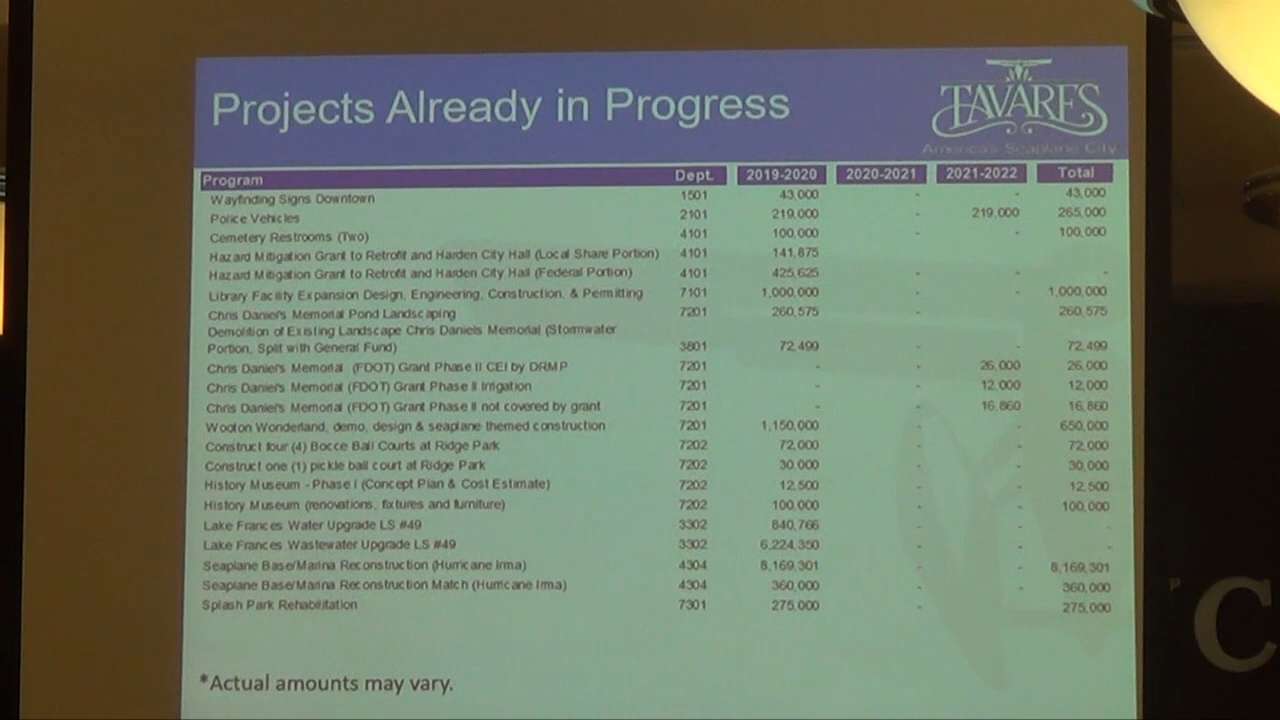 Projects Already in Progress
TAVARES
America's Seaplane City
Program Dept. 2019-2020 2020-2021 2021-2022 Total
Wayfinding Signs Downtown 1501 43,000 - - 43,000
Police Vehicles 2101 219,000 - 219,000 265,000
Cemetery Restrooms (Two) 4101 100,000 - - 100,000
Hazard Mitigation Grant to Retrofit and Harden City Hall (Local Share Portion) 4101 141,875
Hazard Mitigation Grant to Retrofit and Harden City Hall (Federal Portion) 4101 425,625 - - -
Library Facility Expansion Design, Engineering, Construction, & Permitting 7101 1,000,000 - - 1,000,000
Chris Daniel's Memorial Pond Landscaping 7201 260,575 - - 260,575
Demolition of Existing Landscape Chris Daniels Memorial (Stormwater
Portion, Split with General Fund) 3801 72,499 - - 72,499
Chris Daniel's Memorial (FDOT) Grant Phase II CEI by DRMP 7201 - - 26,000 26,000
Chris Daniel's Memorial (FDOT) Grant Phase II Irrigation 7201 - - 12,000 12,000
Chris Daniel's Memorial (FDOT) Grant Phase II not covered by grant 7201 - - 16,860 16,860
Wooton Wonderland, demo, design & seaplane themed construction 7201 1,150,000 - - 650,000
Construct four (4) Bocce Ball Courts at Ridge Park 7202 72,000 - - 72,000
Construct one (1) pickle ball court at Ridge Park 7202 30,000 - - 30,000
History Museum - Phase I (Concept Plan & Cost Estimate) 7202 12,500 - - 12,500
History Museum (renovations, fixtures and furniture) 7202 100,000 - - 100,000
Lake Frances Water Upgrade LS #49 3302 840,766 - - -
Lake Frances Wastewater Upgrade LS #49 3302 6,224,350 - - -
Seaplane Base/Marina Reconstruction (Hurricane Irma) 4304 8,169,301 - - 8,169,301
Seaplane Base/Marina Reconstruction Match (Hurricane Irma) 4304 360,000 - - 360,000
Splash Park Rehabilitation 7301 275,000 - 275,000
*Actual amounts may vary.
C